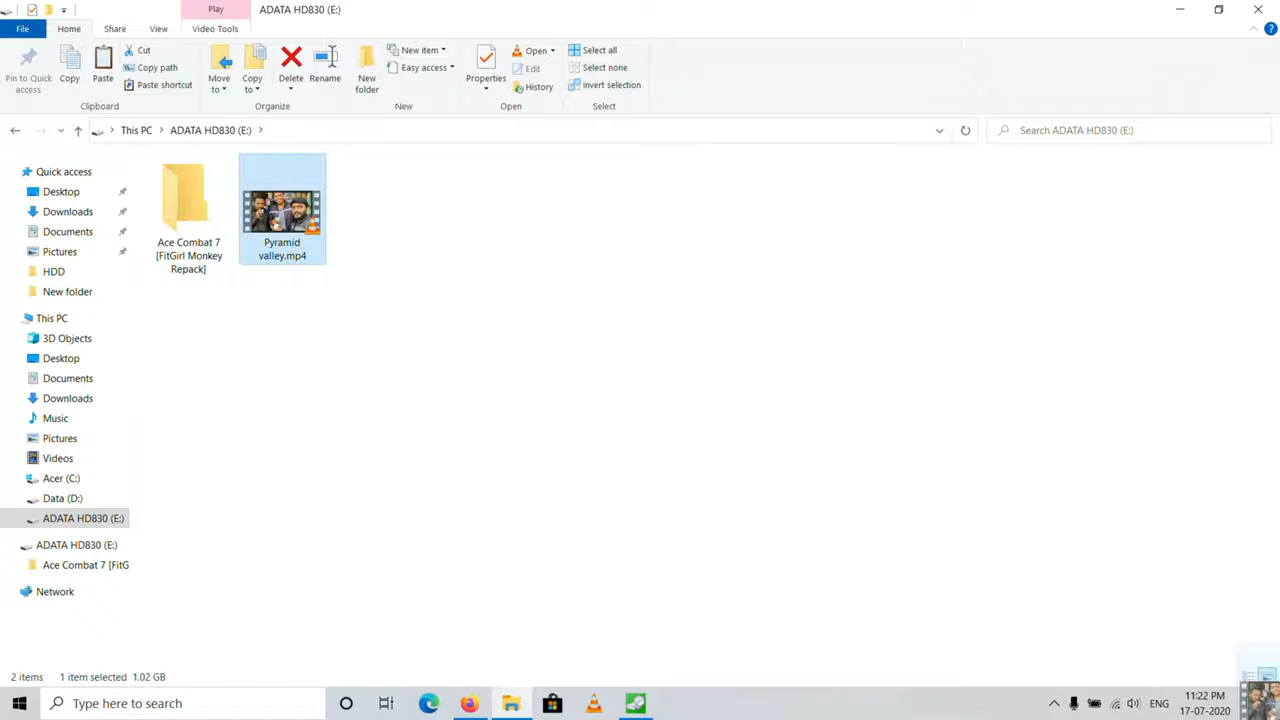 Play
ADATA HD830 (E:)
File
Home
Share
View
Video Tools
Pin to Quick access
Copy
Paste
Cut
Copy path
Paste shortcut
Clipboard
Move to
Copy to
Delete
Rename
Organize
New folder
New item
Easy access
New
Properties
Open
Edit
History
Open
Select all
Select none
Invert selection
Select
This PC
ADATA HD830 (E:)
Search ADATA HD830 (E:)
Quick access
Desktop
Downloads
Documents
Pictures
HDD
New folder
This PC
3D Objects
Desktop
Documents
Downloads
Music
Pictures
Videos
Acer (C:)
Data (D:)
ADATA HD830 (E:)
ADATA HD830 (E:)
Ace Combat 7 [FitG
Network
Ace Combat 7
[FitGirl Monkey
Repack]
Pyramid
valley.mp4
2 items
1 item selected 1.02 GB
Type here to search
ENG
11:22 PM
17-07-2020